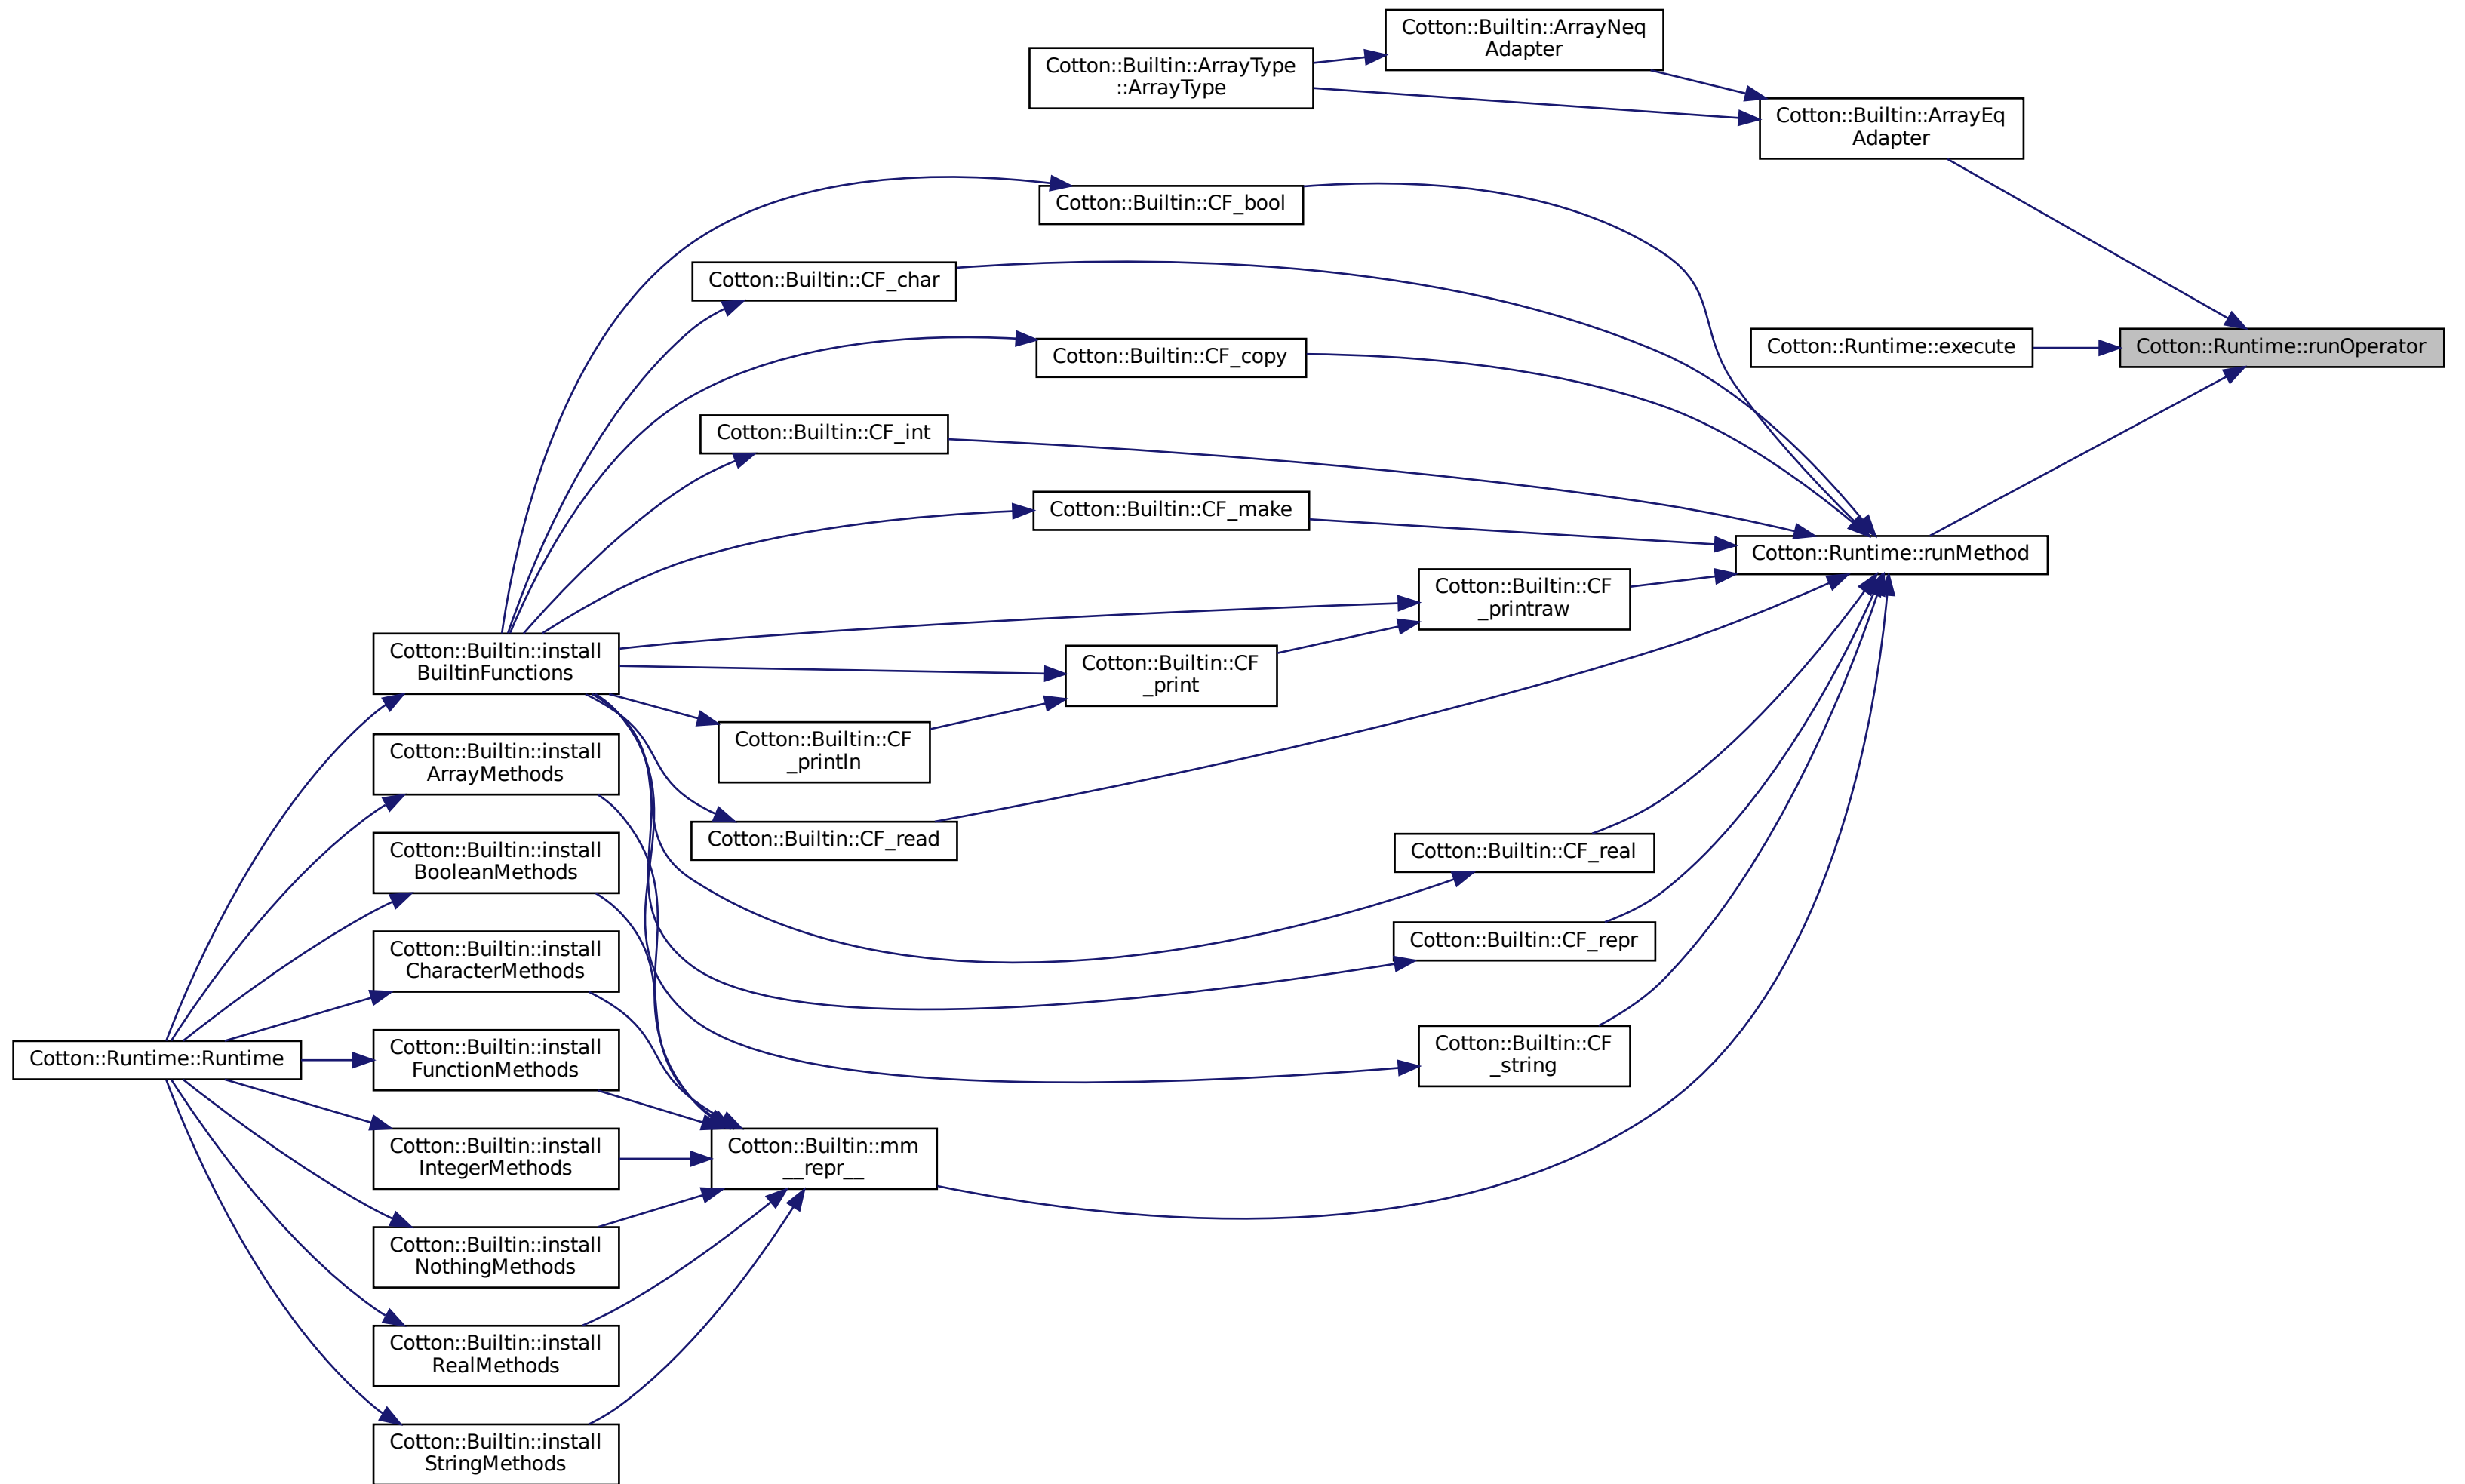 Cotton::Builtin::ArrayNeq
Adapter
Cotton::Builtin::ArrayType
::ArrayType
Cotton::Builtin::ArrayEq
Adapter
Cotton::Builtin::CF_bool
Cotton::Builtin::CF_char
Cotton::Runtime::execute
Cotton::Runtime::runOperator
Cotton::Builtin::CF_copy
Cotton::Builtin::CF_int
Cotton::Builtin::CF_make
Cotton::Runtime::runMethod
Cotton::Builtin::CF
_printraw
Cotton::Builtin::install
BuiltinFunctions
Cotton::Builtin::CF
_print
Cotton::Builtin::CF
_println
Cotton::Builtin::install
ArrayMethods
Cotton::Builtin::CF_read
Cotton::Builtin::install
BooleanMethods
Cotton::Builtin::CF_real
Cotton::Builtin::CF_repr
Cotton::Builtin::install
CharacterMethods
Cotton::Runtime::Runtime
Cotton::Builtin::install
FunctionMethods
Cotton::Builtin::CF
_string
Cotton::Builtin::install
IntegerMethods
Cotton::Builtin::mm
__repr__
Cotton::Builtin::install
NothingMethods
Cotton::Builtin::install
RealMethods
Cotton::Builtin::install
StringMethods